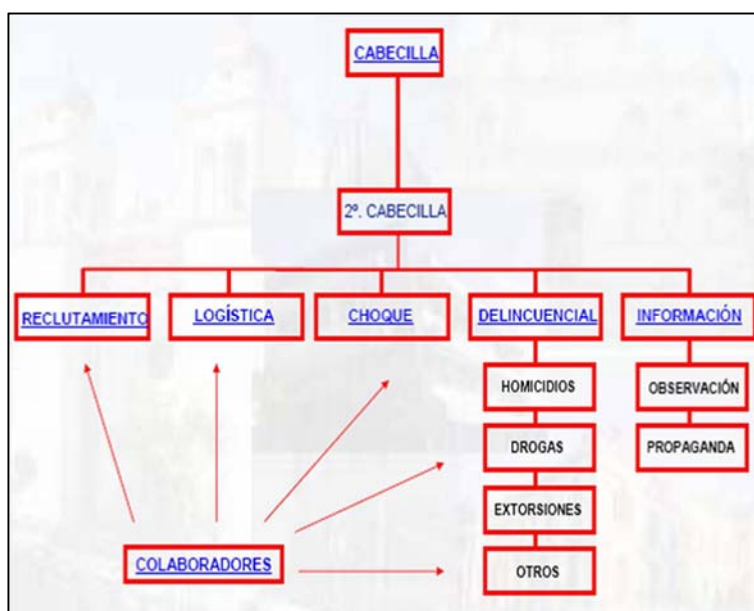 CABECILLA
2º. CABECILLA
RECLUTAMIENTO
LOGÍSTICA
CHOQUE
DELINCUENCIAL
INFORMACIÓN
HOMICIDIOS
OBSERVACIÓN
DROGAS
PROPAGANDA
EXTORSIONES
COLABORADORES
OTROS